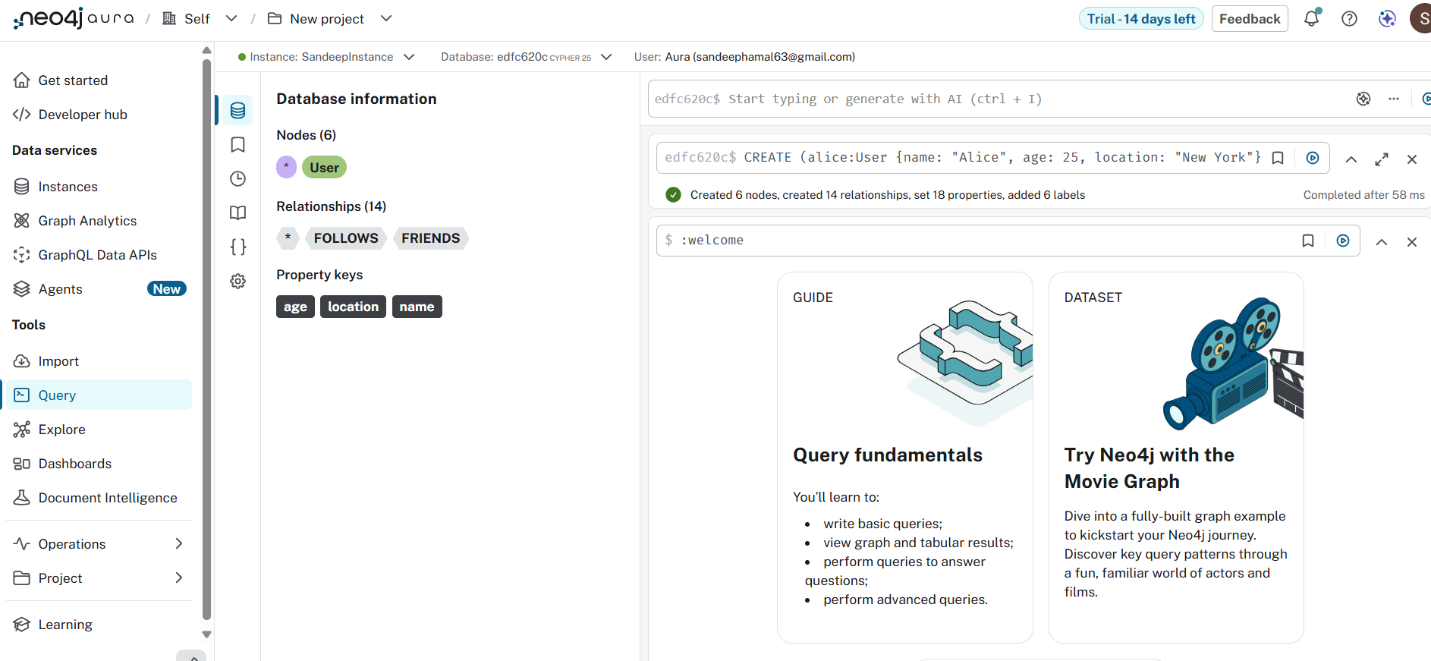 neo4j aura / Self / New project Trial - 14 days left Feedback S
Instance: SandeepInstance Database: edfc620c CYPHER 25 User: Aura (sandeephamal63@gmail.com)
Get started
Developer hub
Data services
Instances
Graph Analytics
GraphQL Data APIs
Agents New
Tools
Import
Query
Explore
Dashboards
Document Intelligence
Operations
Project
Learning
Database information
Nodes (6)
* User
Relationships (14)
* FOLLOWS FRIENDS
Property keys
age location name
edfc620c$ Start typing or generate with AI (ctrl + I)
edfc620c$ CREATE (alice:User {name: "Alice", age: 25, location: "New York"}
Created 6 nodes, created 14 relationships, set 18 properties, added 6 labels Completed after 58 ms
$ :welcome
GUIDE
Query fundamentals
You'll learn to:
• write basic queries;
• view graph and tabular results;
• perform queries to answer
questions;
• perform advanced queries.
DATASET
Try Neo4j with the
Movie Graph
Dive into a fully-built graph example
to kickstart your Neo4j journey.
Discover key query patterns through
a fun, familiar world of actors and
films.